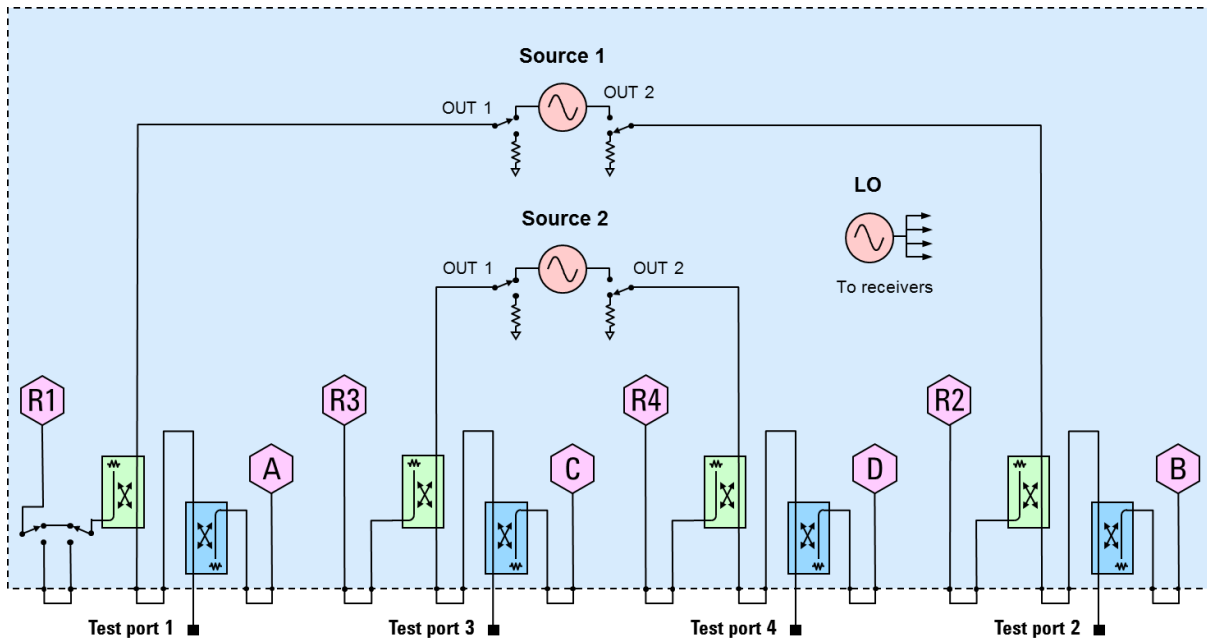 Source 1
OUT 1
OUT 2
LO
Source 2
OUT 1
OUT 2
To receivers
R1
R3
R4
R2
A
C
D
B
Test port 1
Test port 3
Test port 4
Test port 2